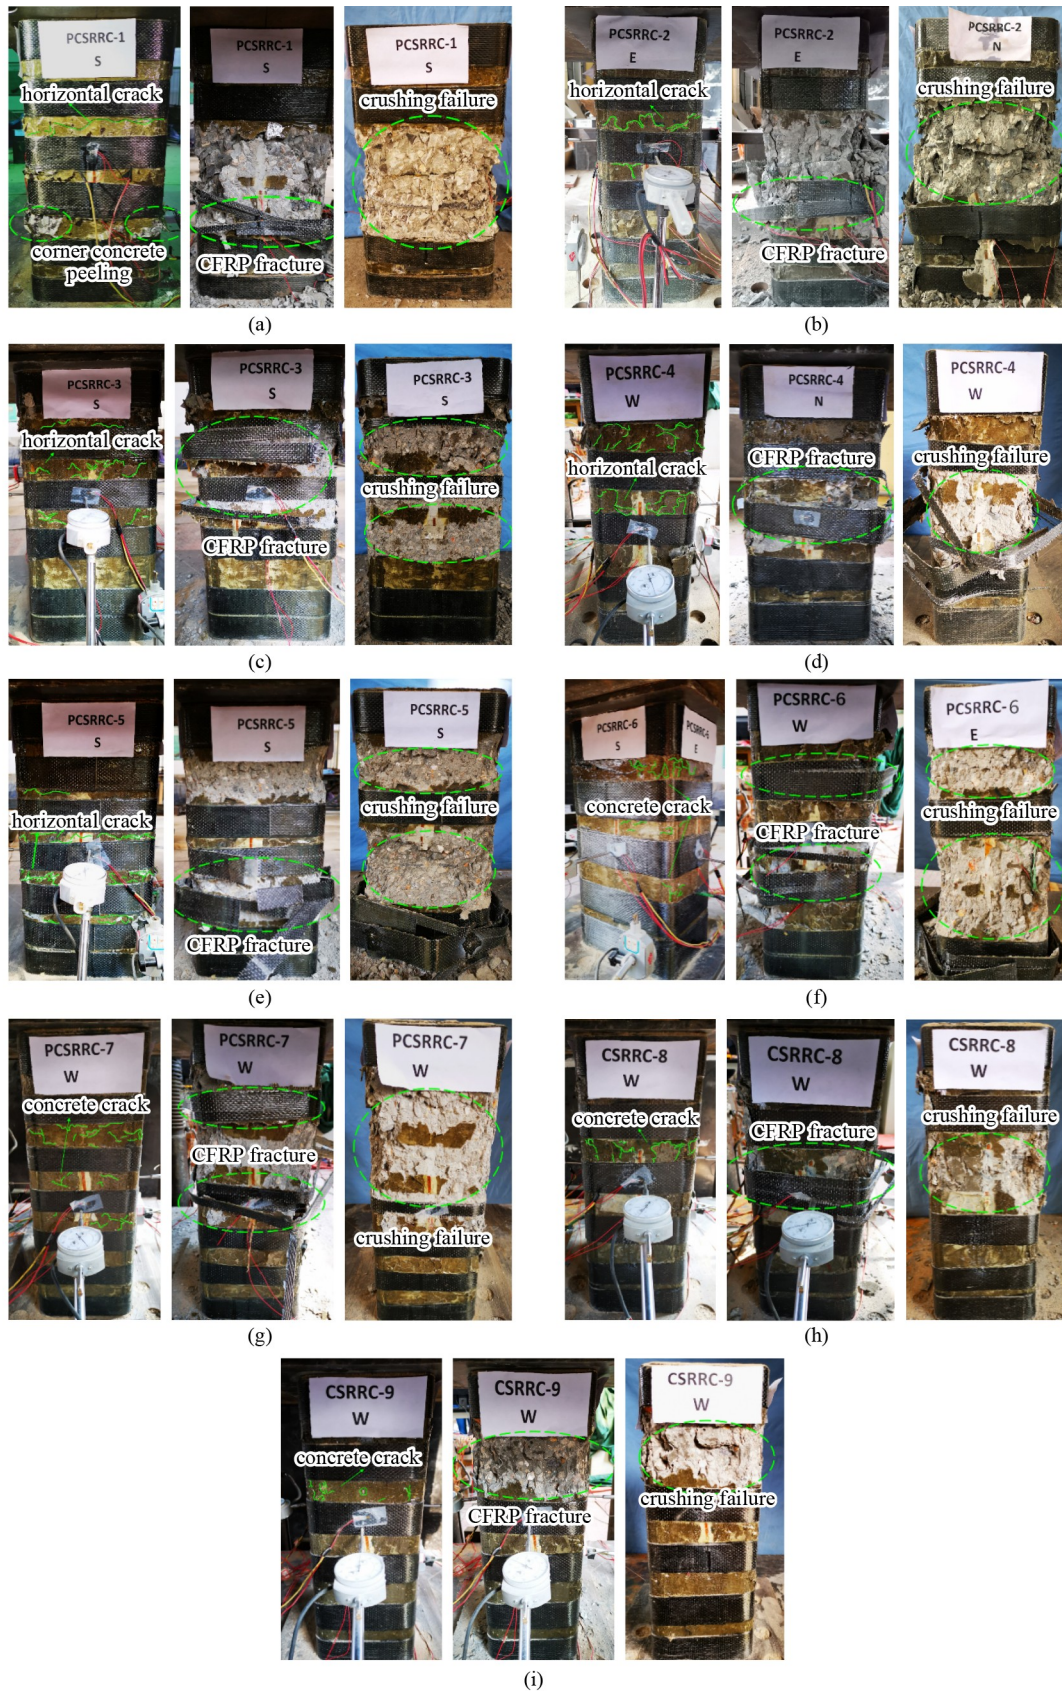 PCSRRC-1
S
horizontal crack
corner concrete
peeling
PCSRRC-1
S
CFRP fracture
PCSRRC-1
S
crushing failure
(a)
PCSRRC-2
E
horizontal crack
PCSRRC-2
E
CFRP fracture
PCSRRC-2
N
crushing failure
(b)
PCSRRC-3
S
horizontal crack
PCSRRC-3
S
CFRP fracture
PCSRRC-3
S
crushing failure
(c)
PCSRRC-4
W
horizontal crack
PCSRRC-4
N
CFRP fracture
PCSRRC-4
W
crushing failure
(d)
PCSRRC-5
S
horizontal crack
PCSRRC-5
S
CFRP fracture
PCSRRC-5
S
crushing failure
(e)
PCSRRC-6
S
PCSRRC-6
E
concrete crack
PCSRRC-6
W
CFRP fracture
PCSRRC-6
E
crushing failure
(f)
PCSRRC-7
W
concrete crack
PCSRRC-7
W
CFRP fracture
PCSRRC-7
W
crushing failure
(g)
CSRRC-8
W
concrete crack
CSRRC-8
W
CFRP fracture
CSRRC-8
W
crushing failure
(h)
CSRRC-9
W
concrete crack
CSRRC-9
W
CFRP fracture
CSRRC-9
W
crushing failure
(i)